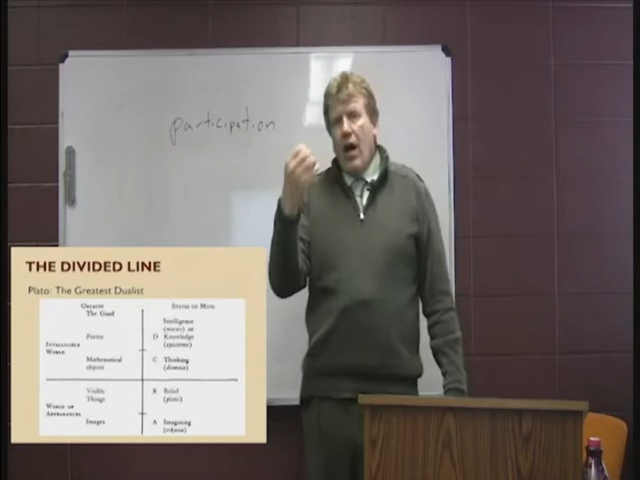 participation
THE DIVIDED LINE
Plato: The Greatest Dualist
OBJECTS STATES OF MIND
The Good
Intelligence
(noesis) or
Forms D Knowledge
(episteme)
INTELLIGIBLE
WORLD
Mathematical C Thinking
objects (dianoia)
Visible B Belief
Things (pistis)
WORLD OF
APPEARANCES
Images A Imagining
(eikasia)